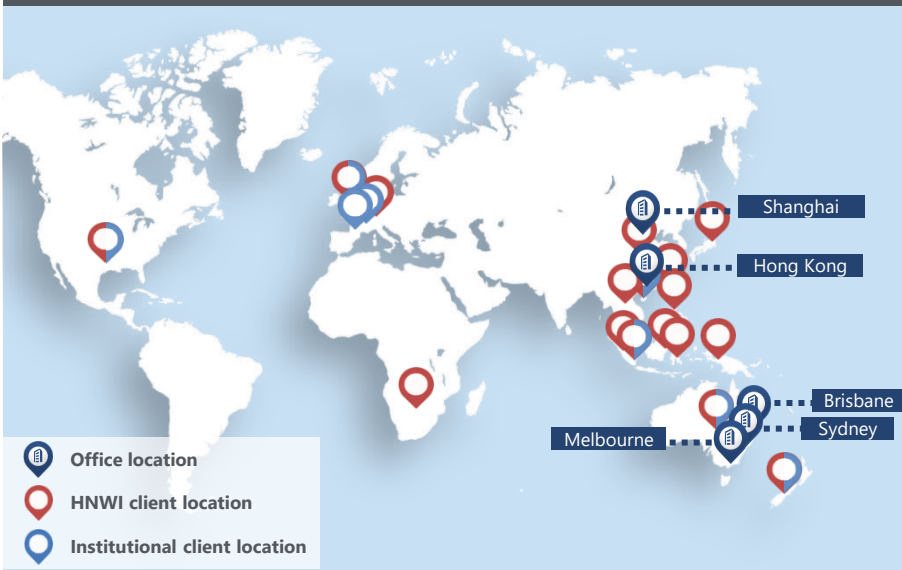 Shanghai
Hong Kong
Brisbane
Sydney
Melbourne
Office location
HNWI client location
Institutional client location